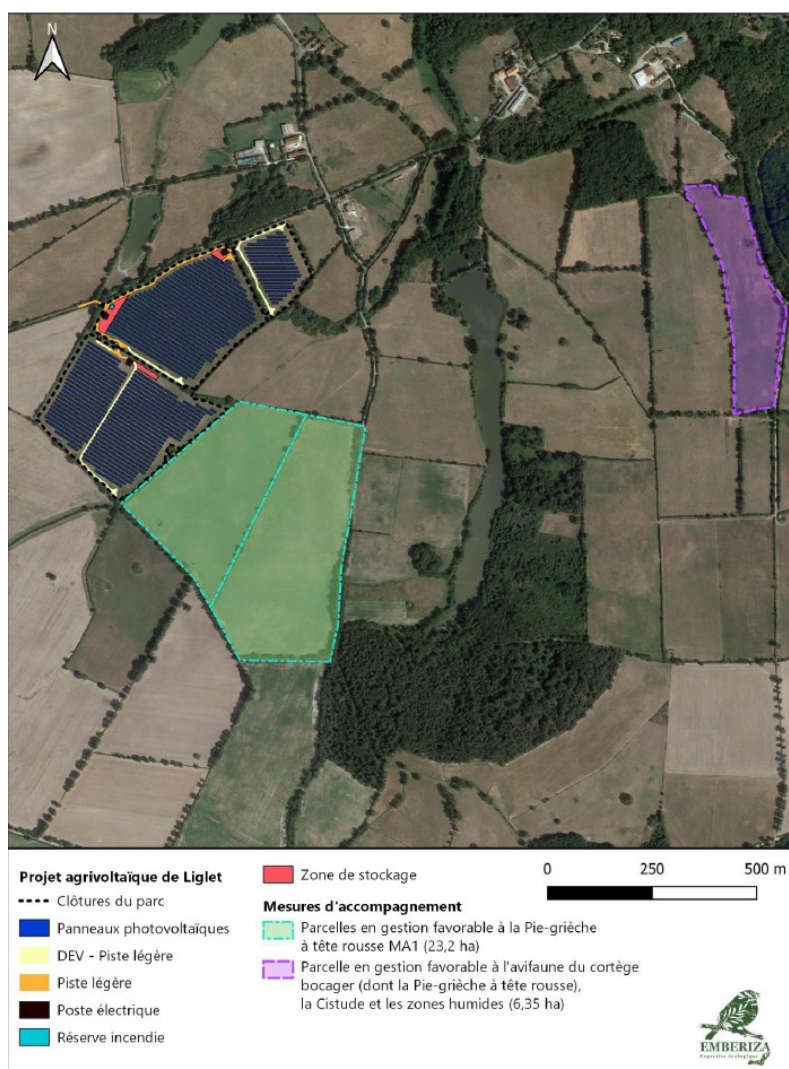 N
Projet agrivoltaïque de Liglet
Clôtures du parc
Panneaux photovoltaïques
DEV - Piste légère
Piste légère
Poste électrique
Réserve incendie
Zone de stockage
Mesures d'accompagnement
Parcelles en gestion favorable à la Pie-grièche
à tête rousse MA1 (23,2 ha)
Parcelle en gestion favorable à l'avifaune du cortège
bocager (dont la Pie-grièche à tête rousse),
la Cistude et les zones humides (6,35 ha)
0 250 500 m
EMBERIZA
Expertise écologique